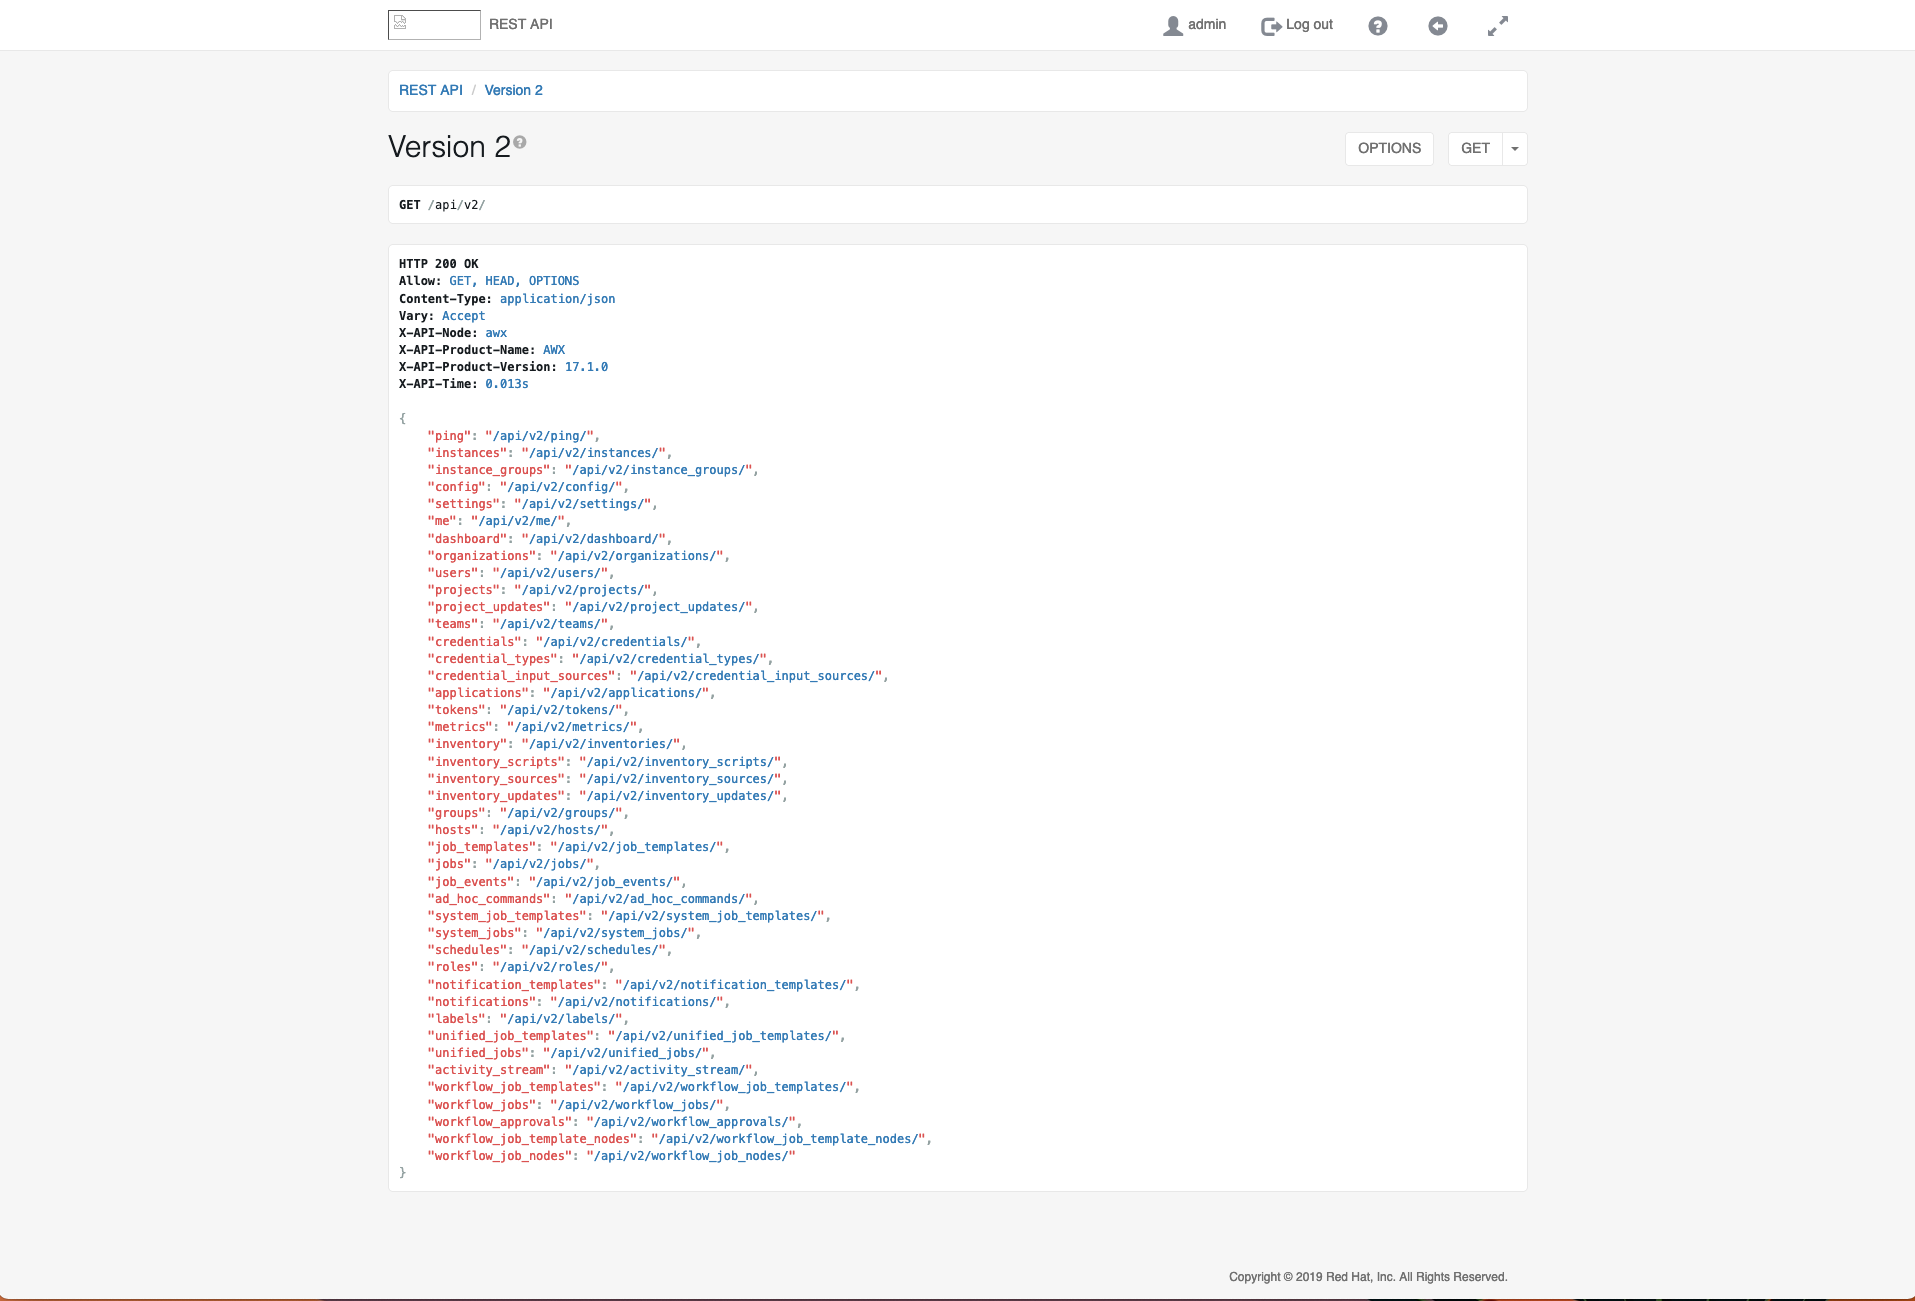 REST API admin Log out
REST API / Version 2
Version 2 OPTIONS GET
GET /api/v2/
HTTP 200 OK
Allow: GET, HEAD, OPTIONS
Content-Type: application/json
Vary: Accept
X-API-Node: awx
X-API-Product-Name: AWX
X-API-Product-Version: 17.1.0
X-API-Time: 0.013s
{
    "ping": "/api/v2/ping/",
    "instances": "/api/v2/instances/",
    "instance_groups": "/api/v2/instance_groups/",
    "config": "/api/v2/config/",
    "settings": "/api/v2/settings/",
    "me": "/api/v2/me/",
    "dashboard": "/api/v2/dashboard/",
    "organizations": "/api/v2/organizations/",
    "users": "/api/v2/users/",
    "projects": "/api/v2/projects/",
    "project_updates": "/api/v2/project_updates/",
    "teams": "/api/v2/teams/",
    "credentials": "/api/v2/credentials/",
    "credential_types": "/api/v2/credential_types/",
    "credential_input_sources": "/api/v2/credential_input_sources/",
    "applications": "/api/v2/applications/",
    "tokens": "/api/v2/tokens/",
    "metrics": "/api/v2/metrics/",
    "inventory": "/api/v2/inventories/",
    "inventory_scripts": "/api/v2/inventory_scripts/",
    "inventory_sources": "/api/v2/inventory_sources/",
    "inventory_updates": "/api/v2/inventory_updates/",
    "groups": "/api/v2/groups/",
    "hosts": "/api/v2/hosts/",
    "job_templates": "/api/v2/job_templates/",
    "jobs": "/api/v2/jobs/",
    "job_events": "/api/v2/job_events/",
    "ad_hoc_commands": "/api/v2/ad_hoc_commands/",
    "system_job_templates": "/api/v2/system_job_templates/",
    "system_jobs": "/api/v2/system_jobs/",
    "schedules": "/api/v2/schedules/",
    "roles": "/api/v2/roles/",
    "notification_templates": "/api/v2/notification_templates/",
    "notifications": "/api/v2/notifications/",
    "labels": "/api/v2/labels/",
    "unified_job_templates": "/api/v2/unified_job_templates/",
    "unified_jobs": "/api/v2/unified_jobs/",
    "activity_stream": "/api/v2/activity_stream/",
    "workflow_job_templates": "/api/v2/workflow_job_templates/",
    "workflow_jobs": "/api/v2/workflow_jobs/",
    "workflow_approvals": "/api/v2/workflow_approvals/",
    "workflow_job_template_nodes": "/api/v2/workflow_job_template_nodes/",
    "workflow_job_nodes": "/api/v2/workflow_job_nodes/"
}
Copyright © 2019 Red Hat, Inc. All Rights Reserved.